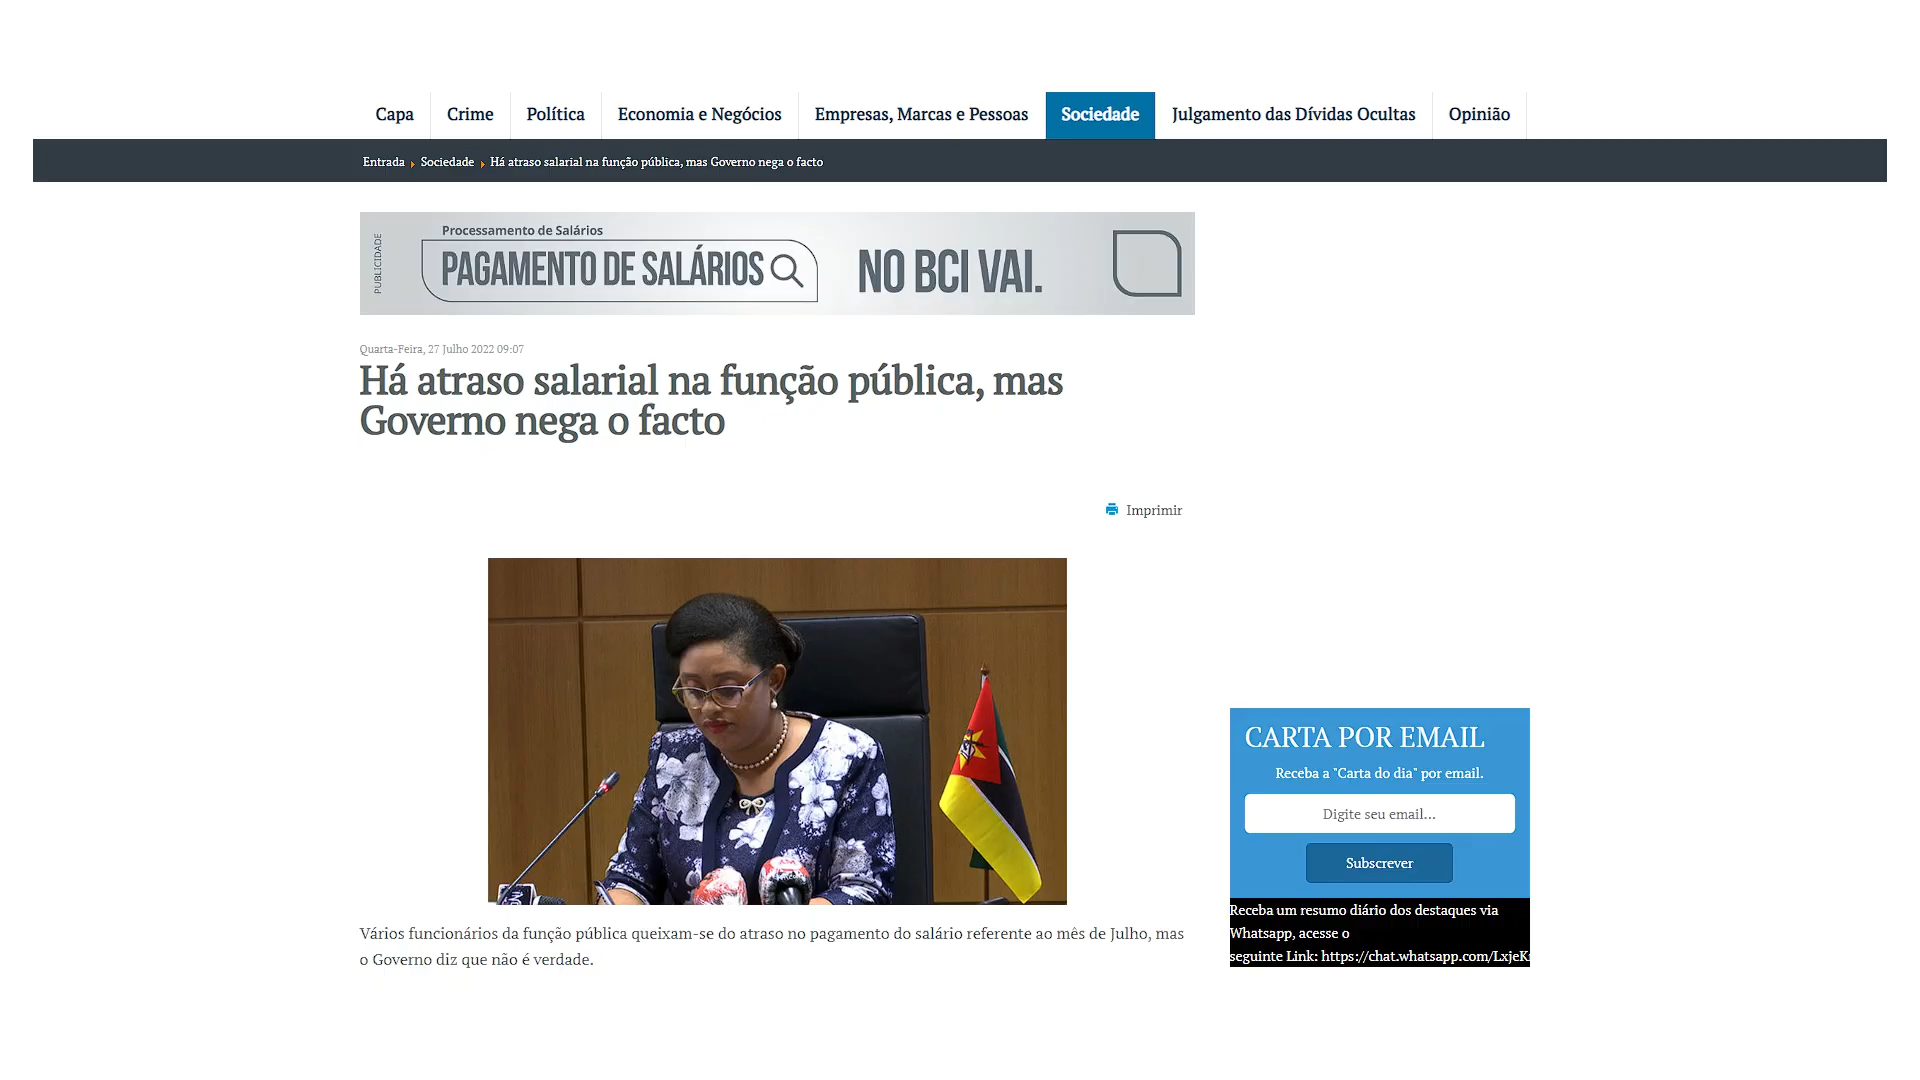 Capa
Crime
Política
Economia e Negócios
Empresas, Marcas e Pessoas
Sociedade
Julgamento das Dívidas Ocultas
Opinião
Entrada
Sociedade
Há atraso salarial na função pública, mas Governo nega o facto
PUBLICIDADE
Processamento de Salários
PAGAMENTO DE SALÁRIOS
NO BCI VAI.
Quarta-Feira, 27 Julho 2022 09:07
Há atraso salarial na função pública, mas
Governo nega o facto
Imprimir
Vários funcionários da função pública queixam-se do atraso no pagamento do salário referente ao mês de Julho, mas
o Governo diz que não é verdade.
CARTA POR EMAIL
Receba a "Carta do dia" por email.
Digite seu email...
Subscrever
Receba um resumo diário dos destaques via
Whatsapp, acesse o
seguinte Link: